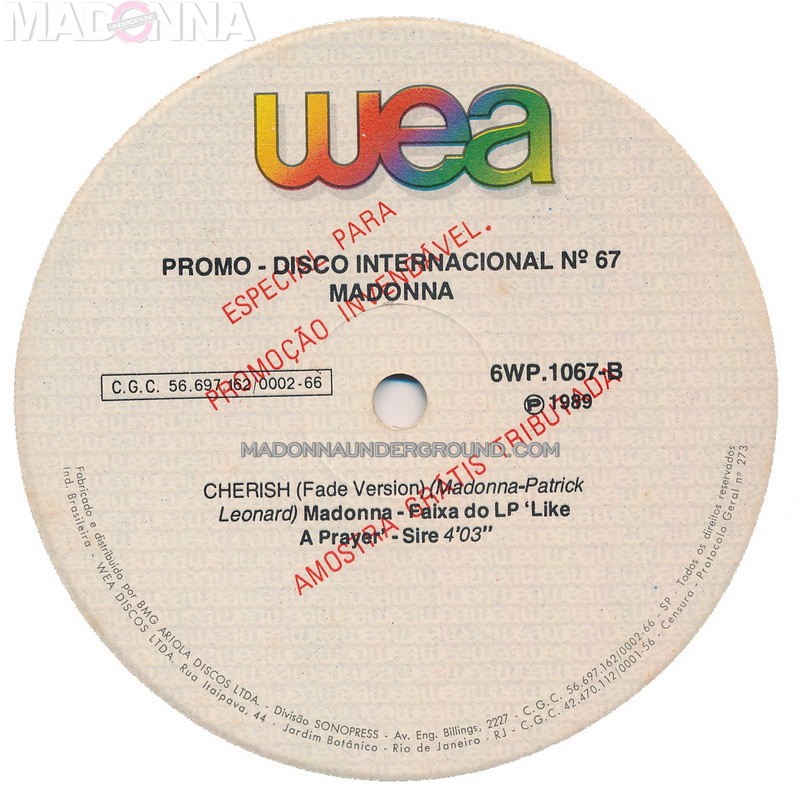 MADONNA
UNDERGROUND
wea
ESPECIAL PARA
PROMOÇÃO INVENDÁVEL.
AMOSTRA GRÁTIS TRIBUTADA
PROMO - DISCO INTERNACIONAL Nº 67
MADONNA
C.G.C. 56.697.162/0002-66
6WP.1067-B
Ⓟ 1989
MADONNAUNDERGROUND.COM
CHERISH (Fade Version) (Madonna-Patrick
Leonard) Madonna - Faixa do LP 'Like
A Prayer' - Sire 4'03"
Fabricado e distribuído por BMG ARIOLA DISCOS LTDA. - Divisão SONOPRESS - Av. Eng. Billings, 2227 - C.G.C. 56.697.162/0002-66 - SP - Todos os direitos reservados
Ind. Brasileira - WEA DISCOS LTDA. Rua Itaipava, 44 - Jardim Botânico - Rio de Janeiro - RJ - C.G.C. 42.470.112/0001-56 - Censura - Protocolo Geral nº 273